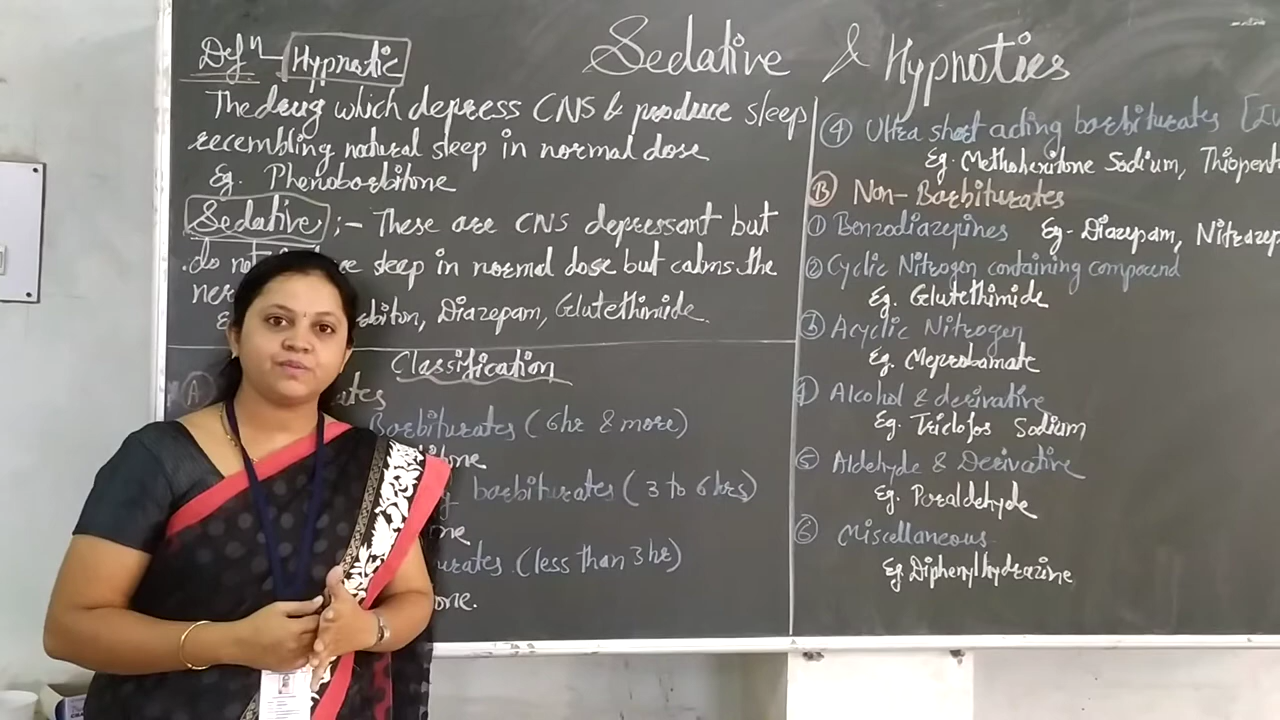 Sedative & Hypnotics
Defⁿ - Hypnotic
The drug which depress CNS & produce sleep
resembling natural sleep in normal dose
Eg. Phenobarbitone
Sedative :- These are CNS depressant but
do not sleep in normal dose but calms the
Diazepam, Glutethimide.
Classification
A
Barbiturates (6hr & more)
barbiturates (3 to 6 hrs)
(less than 3hr)
④ Ultra short acting barbiturates
Eg. Methohexitone Sodium,
Ⓑ Non-Barbiturates
① Benzodiazepines Eg - Diazepam,
② Cyclic Nitrogen containing compound
Eg. Glutethimide
③ Acyclic Nitrogen
Eg. Meprobamate
④ Alcohol & derivative
Eg. Triclofos Sodium
⑤ Aldehyde & Derivative
Eg. Paraldehyde
⑥ Miscellaneous
Eg. Diphenylhydrazine